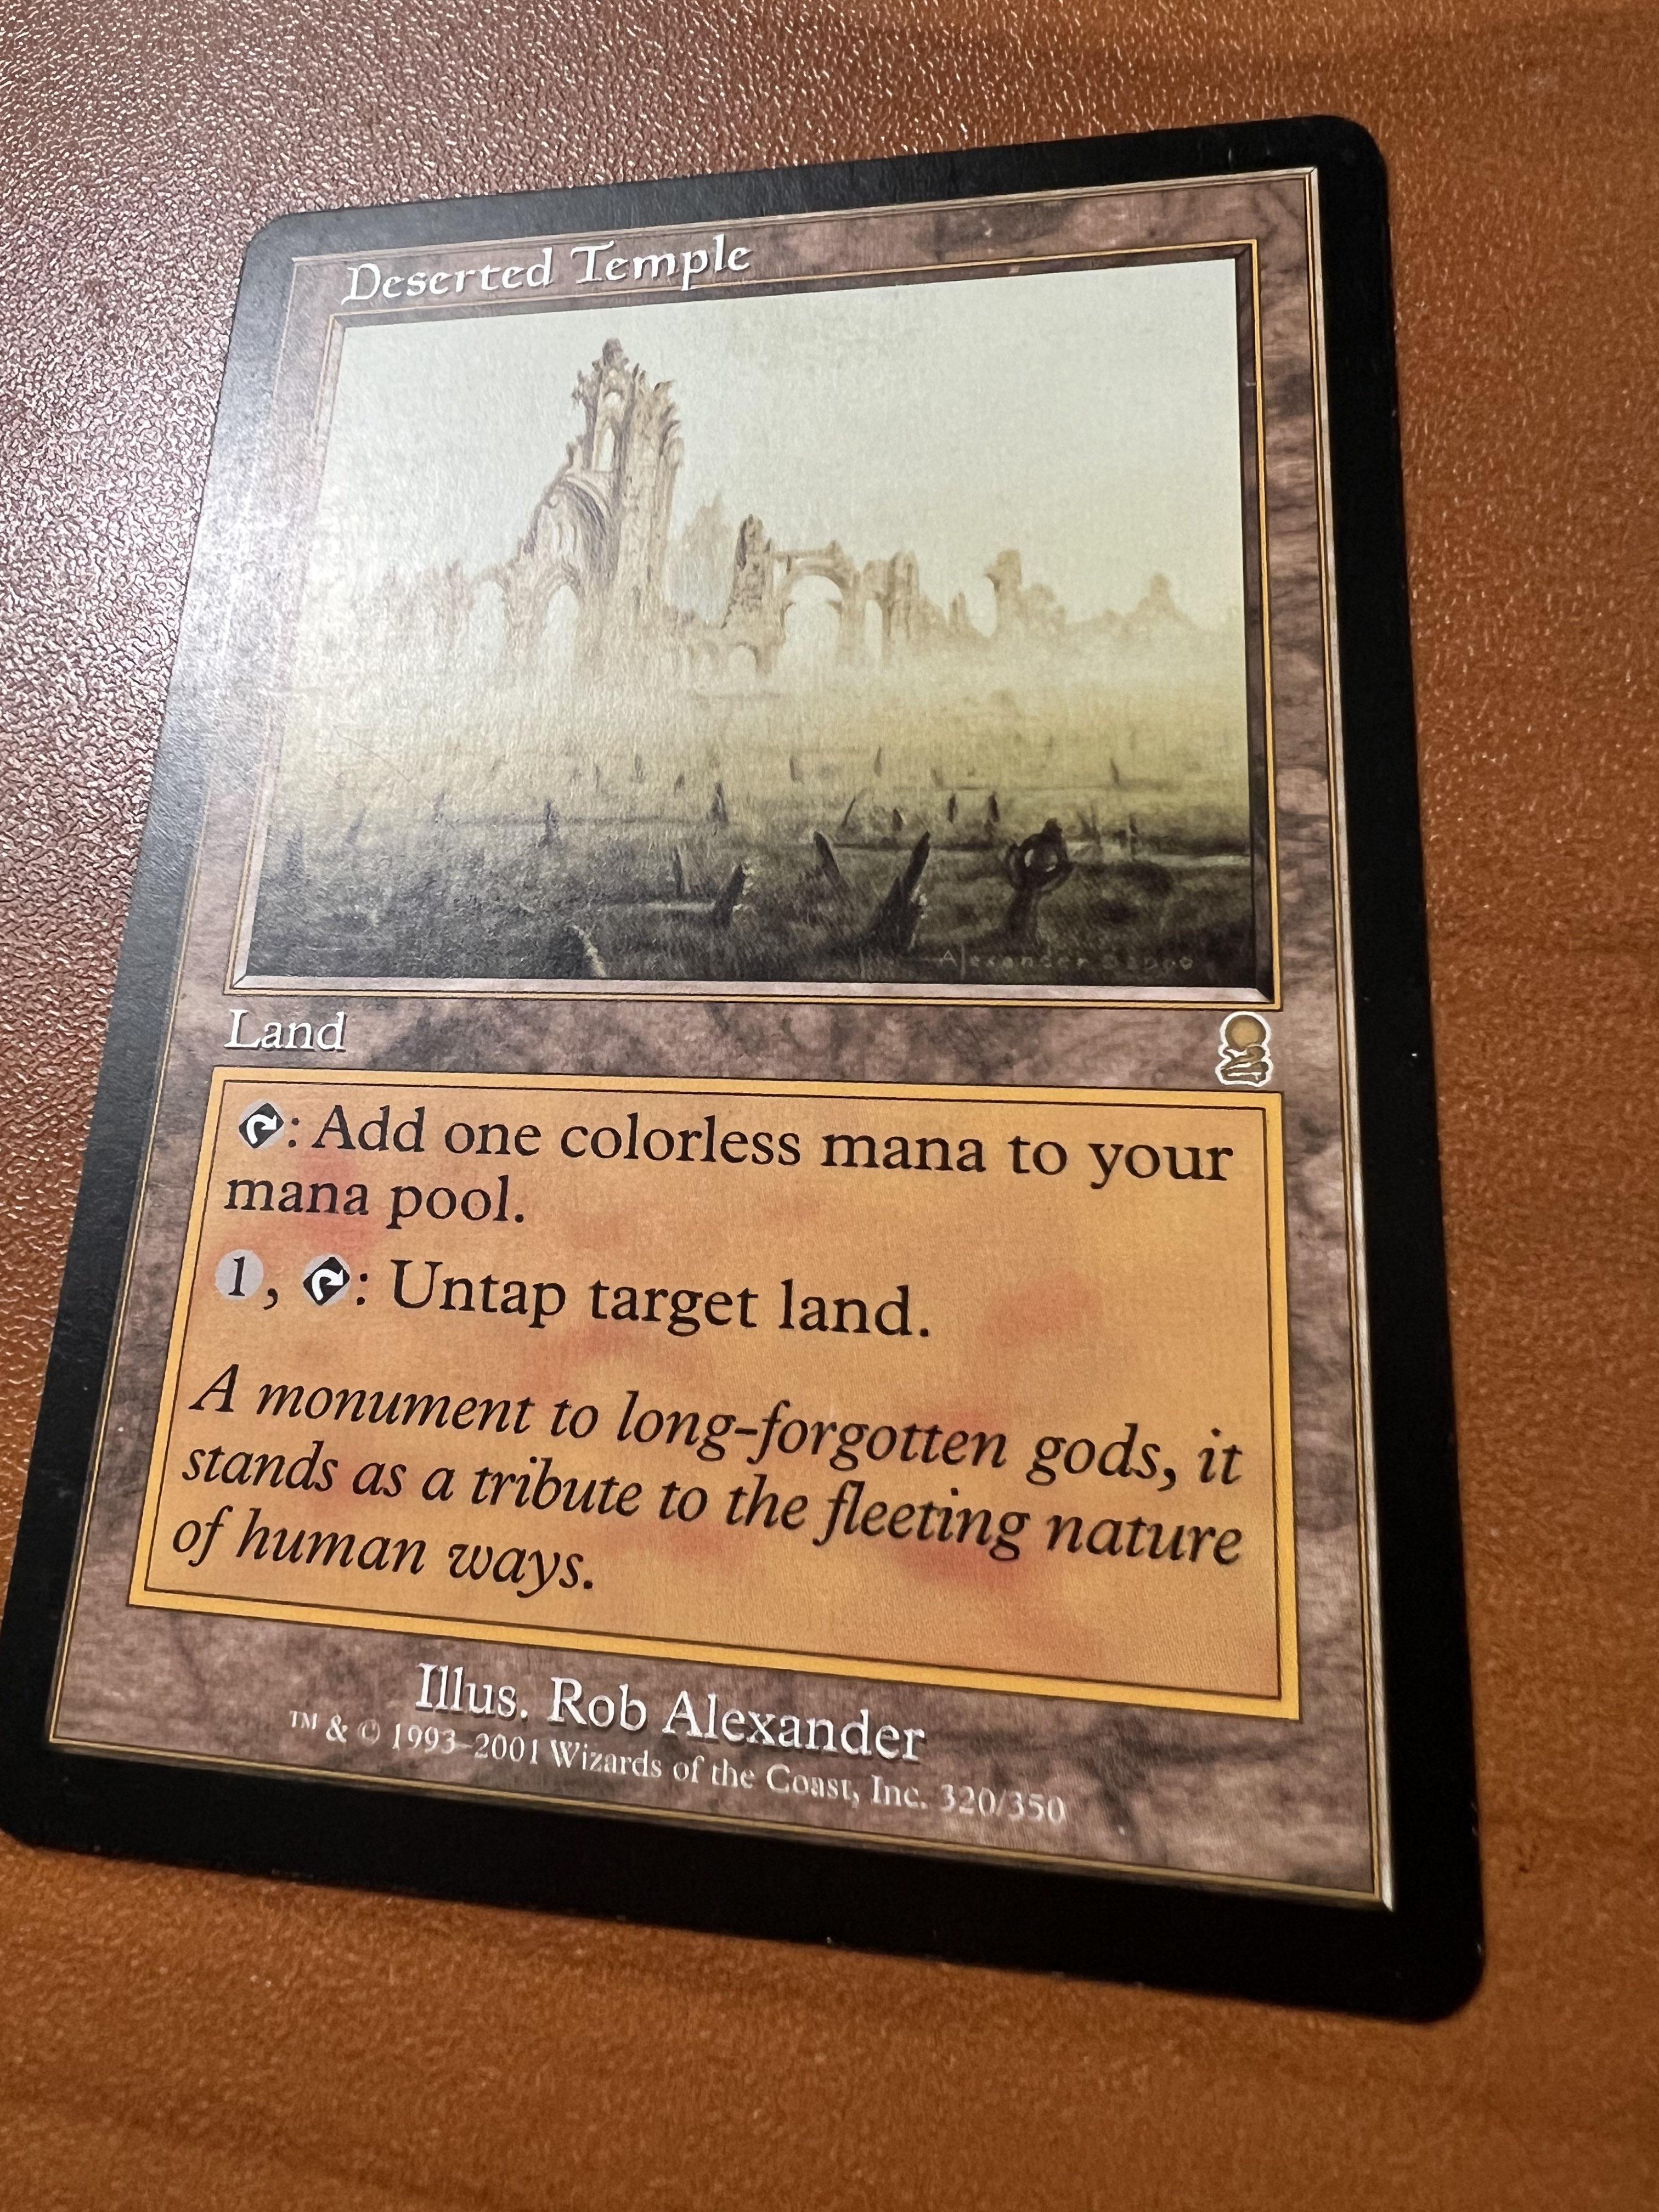 Deserted Temple
Alexander
Land
: Add one colorless mana to your
mana pool.
1, : Untap target land.
A monument to long-forgotten gods, it
stands as a tribute to the fleeting nature
of human ways.
Illus. Rob Alexander
™ & © 1993–2001 Wizards of the Coast, Inc. 320/350